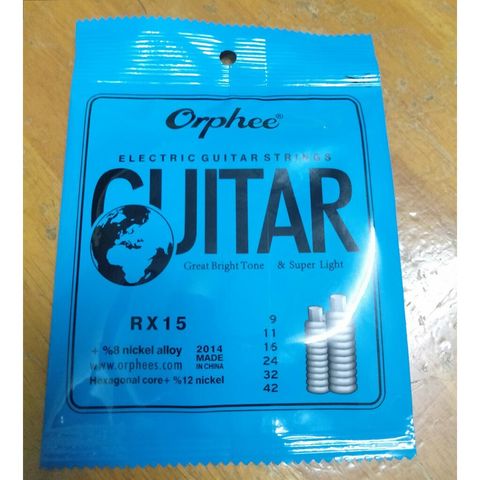 Orphee®
ELECTRIC GUITAR STRINGS
GUITAR
Great Bright Tone & Super Light
RX15
+ %8 nickel alloy
www.orphees.com
Hexagonal core+ %12 nickel
2014
MADE
IN CHINA
9
11
16
24
32
42